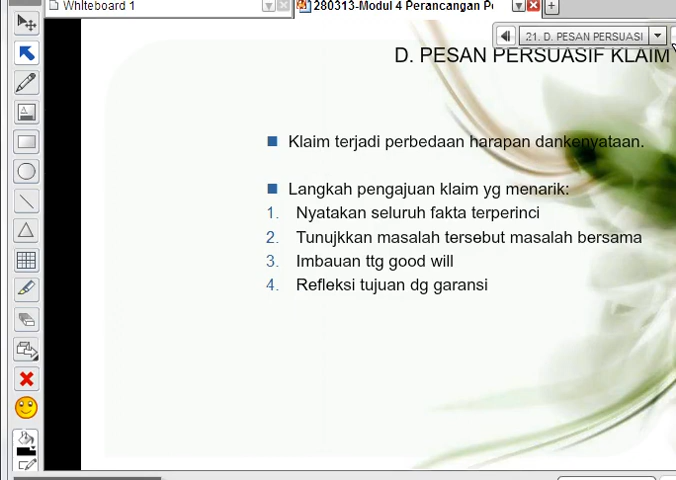 Whiteboard 1
280313-Modul 4 Perancangan P
21. D. PESAN PERSUASI
D. PESAN PERSUASIF KLAIM
Klaim terjadi perbedaan harapan dankenyataan.
Langkah pengajuan klaim yg menarik:
1. Nyatakan seluruh fakta terperinci
2. Tunujkkan masalah tersebut masalah bersama
3. Imbauan ttg good will
4. Refleksi tujuan dg garansi